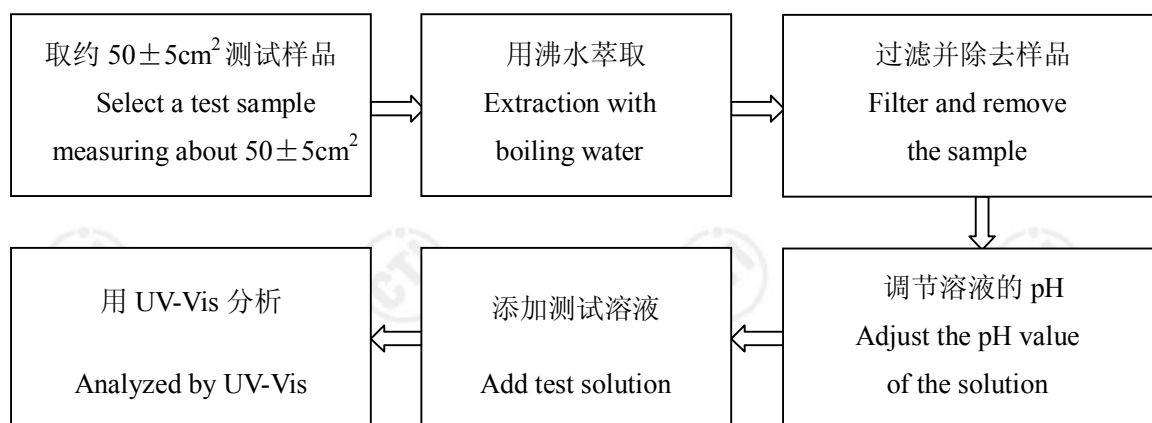 取约 50±5cm² 测试样品
Select a test sample
measuring about 50±5cm²
用沸水萃取
Extraction with
boiling water
过滤并除去样品
Filter and remove
the sample
调节溶液的 pH
Adjust the pH value
of the solution
添加测试溶液
Add test solution
用 UV-Vis 分析
Analyzed by UV-Vis
CTI